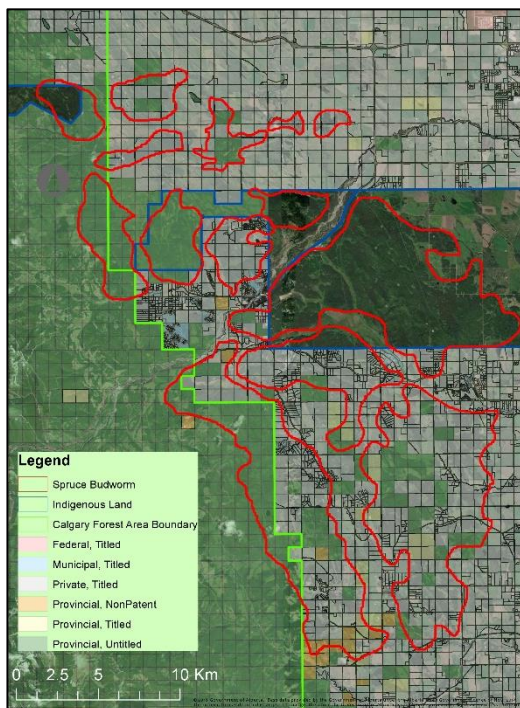 Legend
Spruce Budworm
Indigenous Land
Calgary Forest Area Boundary
Federal, Titled
Municipal, Titled
Private, Titled
Provincial, NonPatent
Provincial, Titled
Provincial, Untitled
0 2.5 5 10 Km